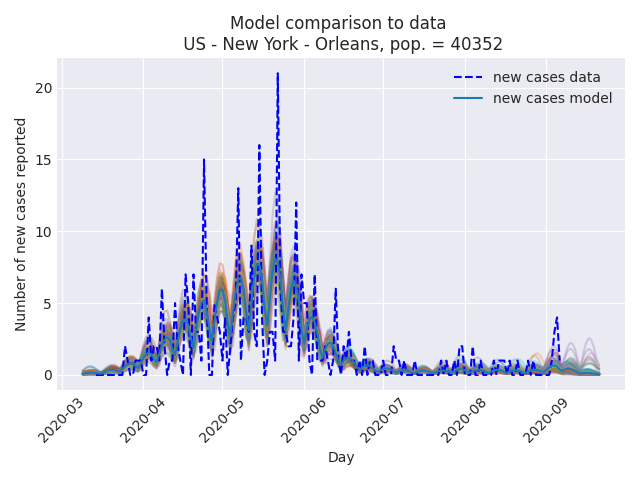 Model comparison to data
US - New York - Orleans, pop. = 40352
new cases data
new cases model
Number of new cases reported
20
15
10
5
0
2020-03
2020-04
2020-05
2020-06
2020-07
2020-08
2020-09
Day